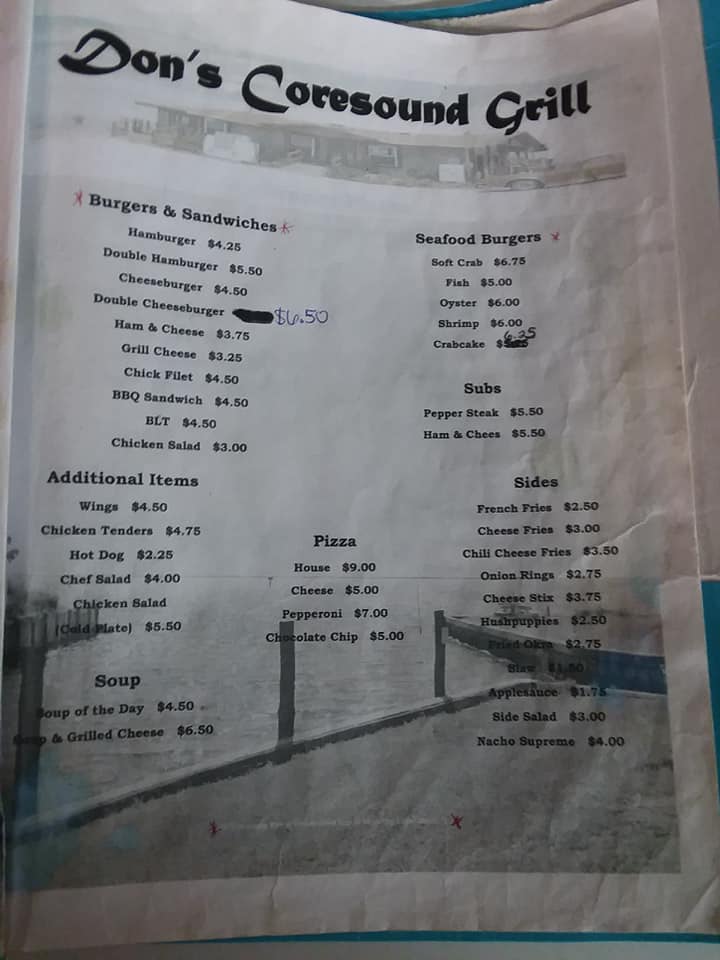 Don's Coresound Grill
* Burgers & Sandwiches *
Hamburger $4.25
Double Hamburger $5.50
Cheeseburger $4.50
Double Cheeseburger $6.50
Ham & Cheese $3.75
Grill Cheese $3.25
Chick Filet $4.50
BBQ Sandwich $4.50
BLT $4.50
Chicken Salad $3.00
Seafood Burgers *
Soft Crab $6.75
Fish $5.00
Oyster $6.00
Shrimp $6.00
Crabcake $6.25
Subs
Pepper Steak $5.50
Ham & Chees $5.50
Additional Items
Wings $4.50
Chicken Tenders $4.75
Hot Dog $2.25
Chef Salad $4.00
Chicken Salad
(Cold Plate) $5.50
Soup
Soup of the Day $4.50
Soup & Grilled Cheese $6.50
Pizza
House $9.00
Cheese $5.00
Pepperoni $7.00
Chocolate Chip $5.00
Sides
French Fries $2.50
Cheese Fries $3.00
Chili Cheese Fries $3.50
Onion Rings $2.75
Cheese Stix $3.75
Hushpuppies $2.50
Fried Okra $2.75
Slaw $1.50
Applesauce $1.75
Side Salad $3.00
Nacho Supreme $4.00
* *